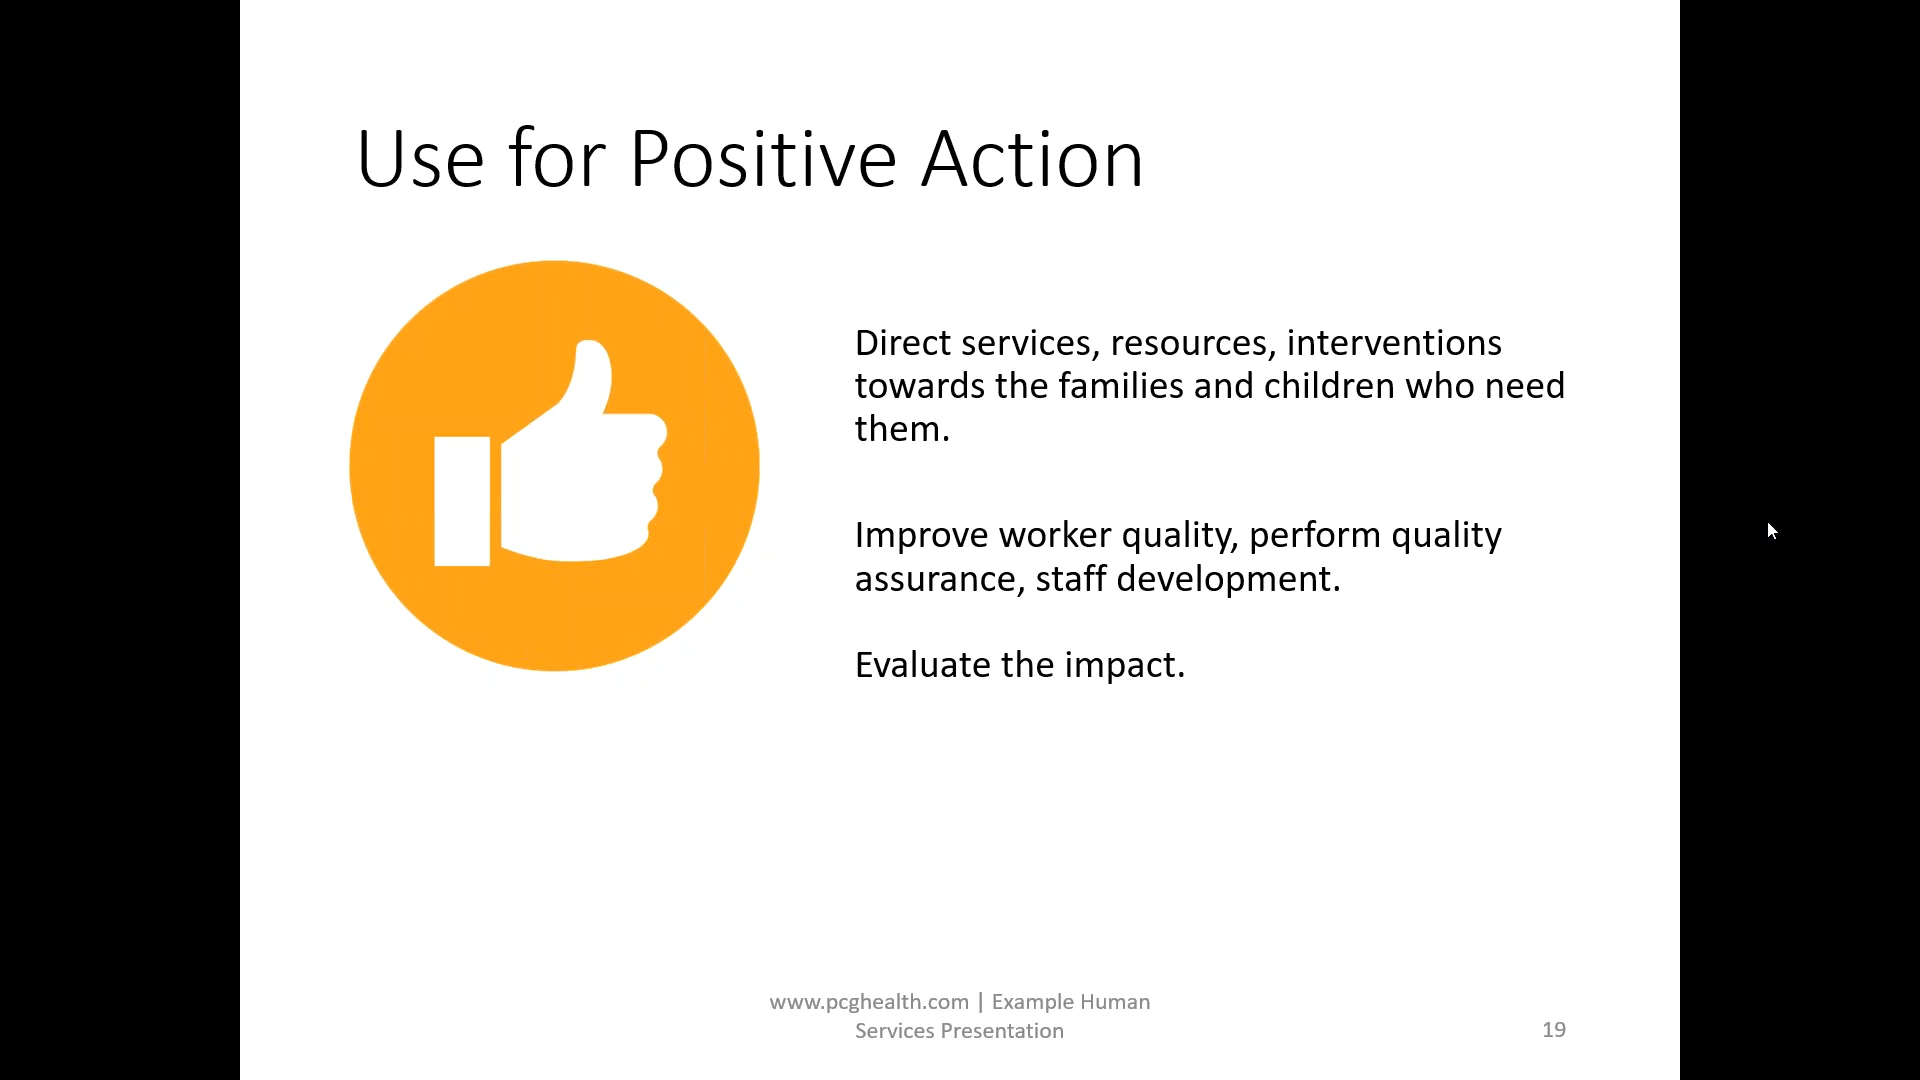 Use for Positive Action
Direct services, resources, interventions
towards the families and children who need
them.
Improve worker quality, perform quality
assurance, staff development.
Evaluate the impact.
www.pcghealth.com | Example Human
Services Presentation
19